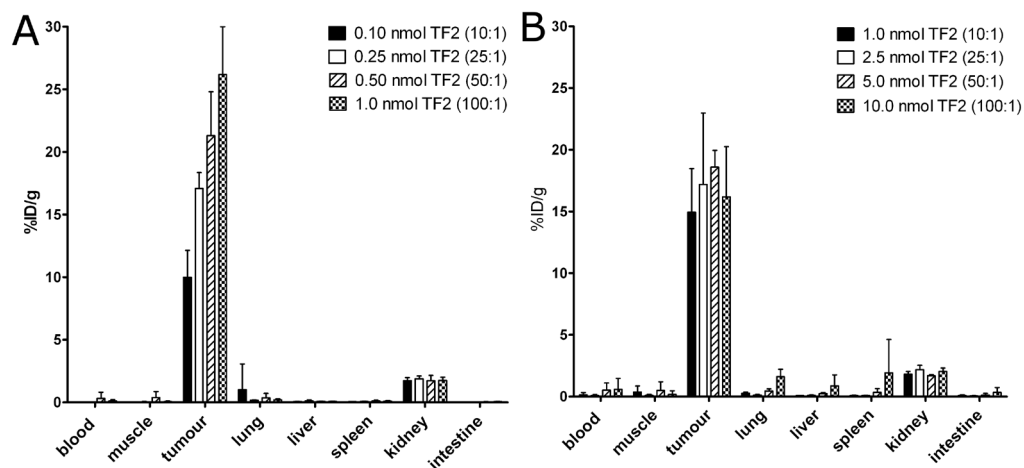 A
30
25
20
15
10
5
0
%ID/g
0.10 nmol TF2 (10:1)
0.25 nmol TF2 (25:1)
0.50 nmol TF2 (50:1)
1.0 nmol TF2 (100:1)
blood
muscle
tumour
lung
liver
spleen
kidney
intestine
B
30
25
20
15
10
5
0
%ID/g
1.0 nmol TF2 (10:1)
2.5 nmol TF2 (25:1)
5.0 nmol TF2 (50:1)
10.0 nmol TF2 (100:1)
blood
muscle
tumour
lung
liver
spleen
kidney
intestine